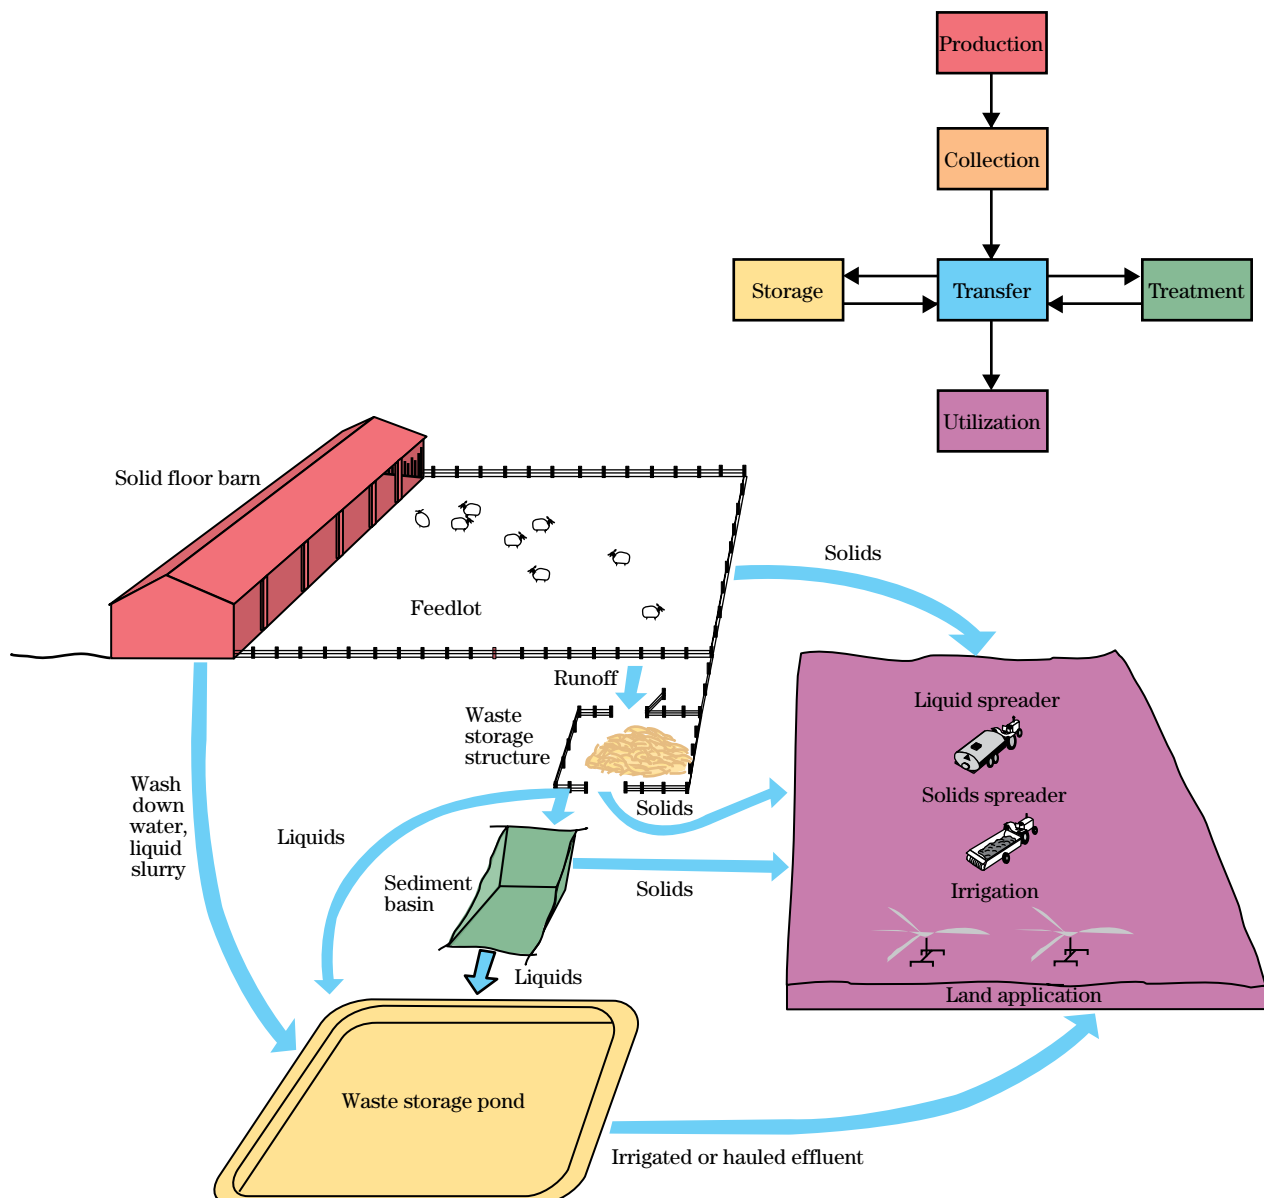 Production
Collection
Storage
Transfer
Treatment
Utilization
Solid floor barn
Feedlot
Solids
Runoff
Waste
storage
structure
Wash
down
water,
liquid
slurry
Liquids
Solids
Sediment
basin
Solids
Liquids
Liquid spreader
Solids spreader
Irrigation
Land application
Waste storage pond
Irrigated or hauled effluent